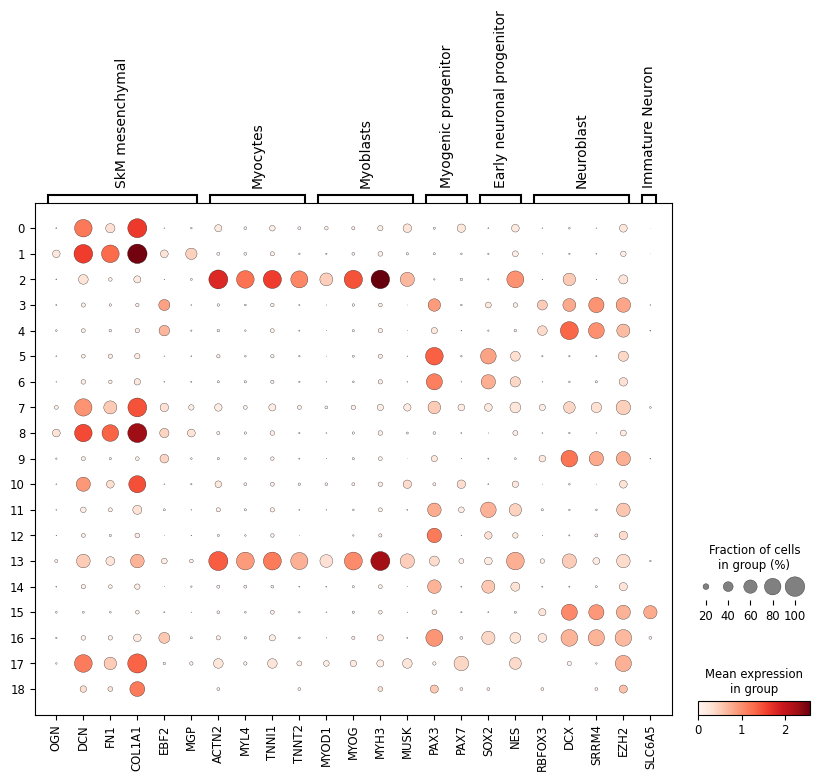 SkM mesenchymal
Myocytes
Myoblasts
Myogenic progenitor
Early neuronal progenitor
Neuroblast
Immature Neuron
0
1
2
3
4
5
6
7
8
9
10
11
12
13
14
15
16
17
18
OGN DCN FN1 COL1A1 EBF2 MGP ACTN2 MYL4 TNNI1 TNNT2 MYOD1 MYOG MYH3 MUSK PAX3 PAX7 SOX2 NES RBFOX3 DCX SRRM4 EZH2 SLC6A5
Fraction of cells
in group (%)
20 40 60 80 100
Mean expression
in group
0 1 2